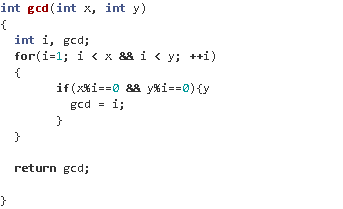 int gcd(int x, int y)
{
int i, gcd;
for(i=1; i < x && i < y; ++i)
{
if(x%i==0 && y%i==0){y
gcd = i;
}
}
return gcd;
}